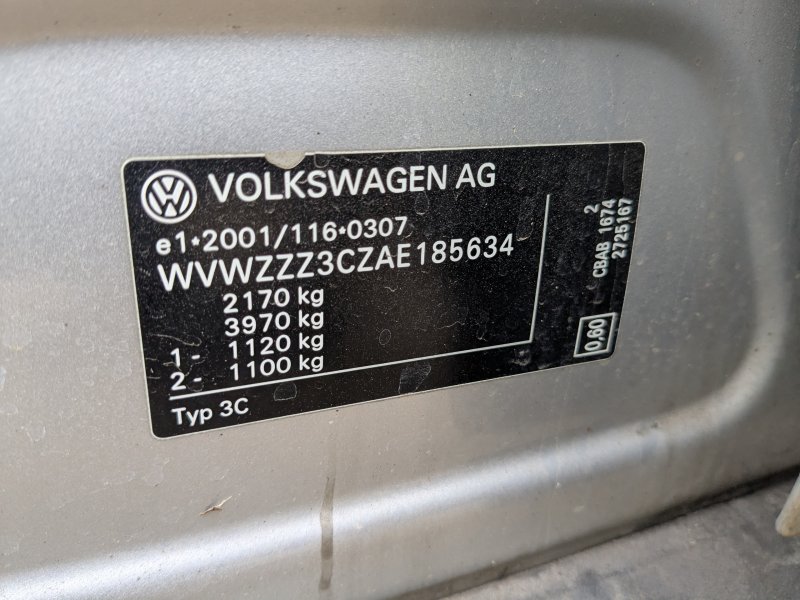 VOLKSWAGEN AG
e1*2001/116*0307
WVWZZZ3CZAE185634
2170 kg
3970 kg
1 - 1120 kg
2 - 1100 kg
Typ 3C
2
CBAB 1674
2725167
0,60